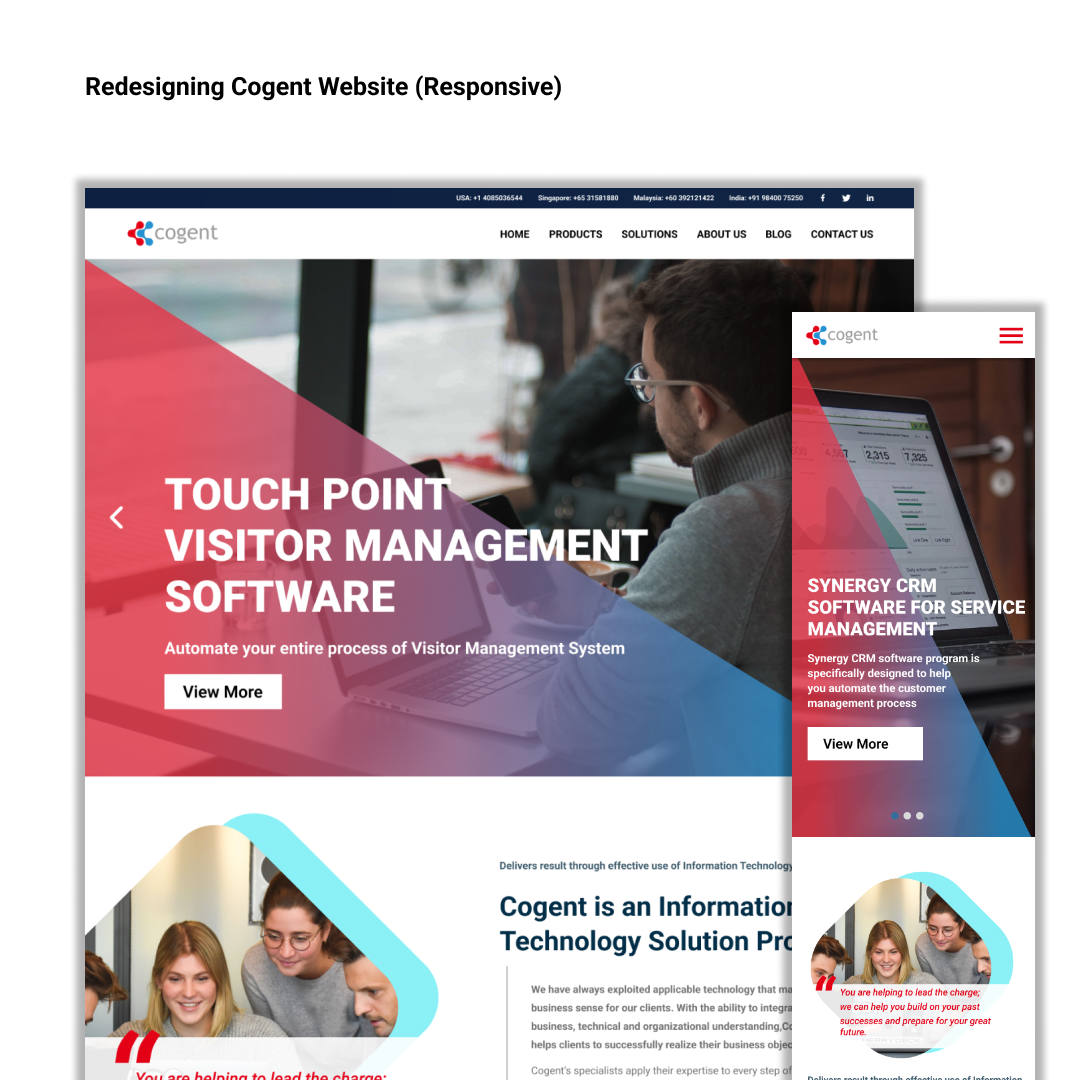 Redesigning Cogent Website (Responsive)
USA: +1 4085036544 Singapore: +65 31581880 Malaysia: +60 392121422 India: +91 98400 75250
cogent
HOME PRODUCTS SOLUTIONS ABOUT US BLOG CONTACT US
TOUCH POINT
VISITOR MANAGEMENT
SOFTWARE
Automate your entire process of Visitor Management System
View More
Delivers result through effective use of Information Technology
Cogent is an Information
Technology Solution Pro
We have always exploited applicable technology that ma
business sense for our clients. With the ability to integra
business, technical and organizational understanding,Co
helps clients to successfully realize their business objec
Cogent's specialists apply their expertise to every step of
You are helping to lead the charge;
cogent
2,315
7,325
SYNERGY CRM
SOFTWARE FOR SERVICE
MANAGEMENT
Synergy CRM software program is
specifically designed to help
you automate the customer
management process
View More
You are helping to lead the charge;
we can help you build on your past
successes and prepare for your great
future.
Delivers result through effective use of Information